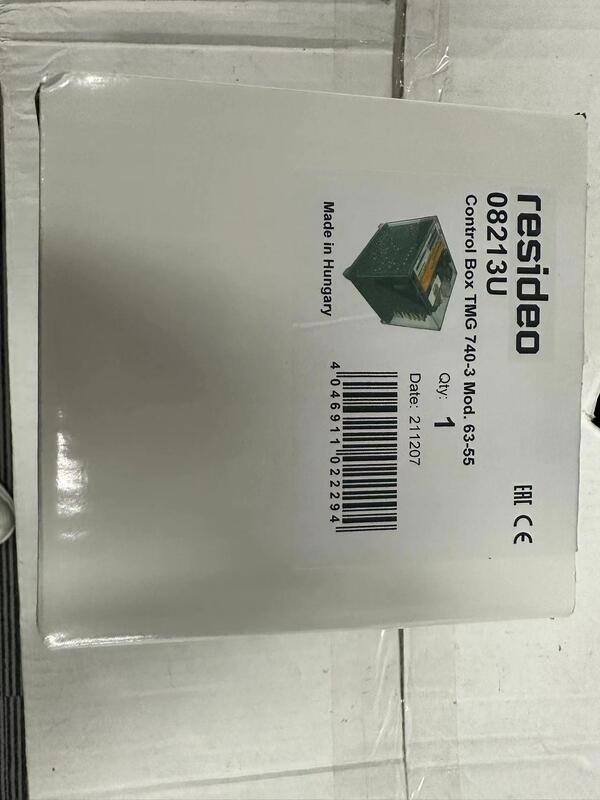 resideo
08213U
Control Box TMG 740-3 Mod. 63-55
EAC CE
Qty: 1
Date: 211207
Made in Hungary
4 046911 022294